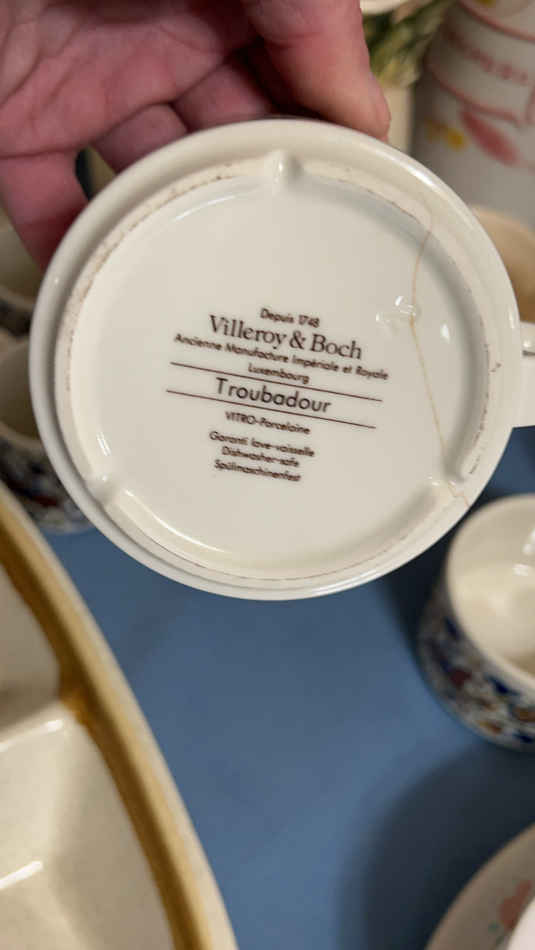 Depuis 1748
Villeroy & Boch
Ancienne Manufacture Impériale et Royale
Luxembourg
Troubadour
VITRO-Porcelaine
Garanti lave-vaisselle
Dishwasher-safe
Spülmaschinenfest